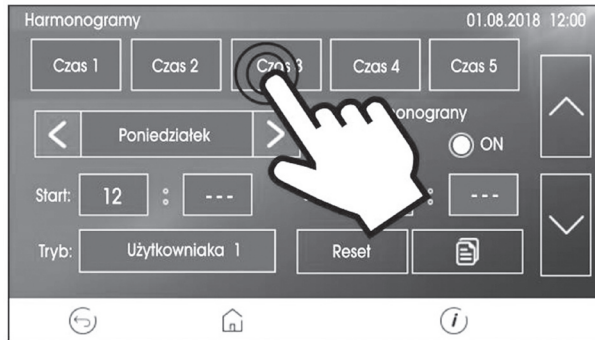 Harmonogramy 01.08.2018 12:00
Czas 1 Czas 2 Czas 3 Czas 4 Czas 5
< Poniedziałek >
ON
Start: 12 : --- : ---
Tryb: Użytkowniaka 1 Reset
i